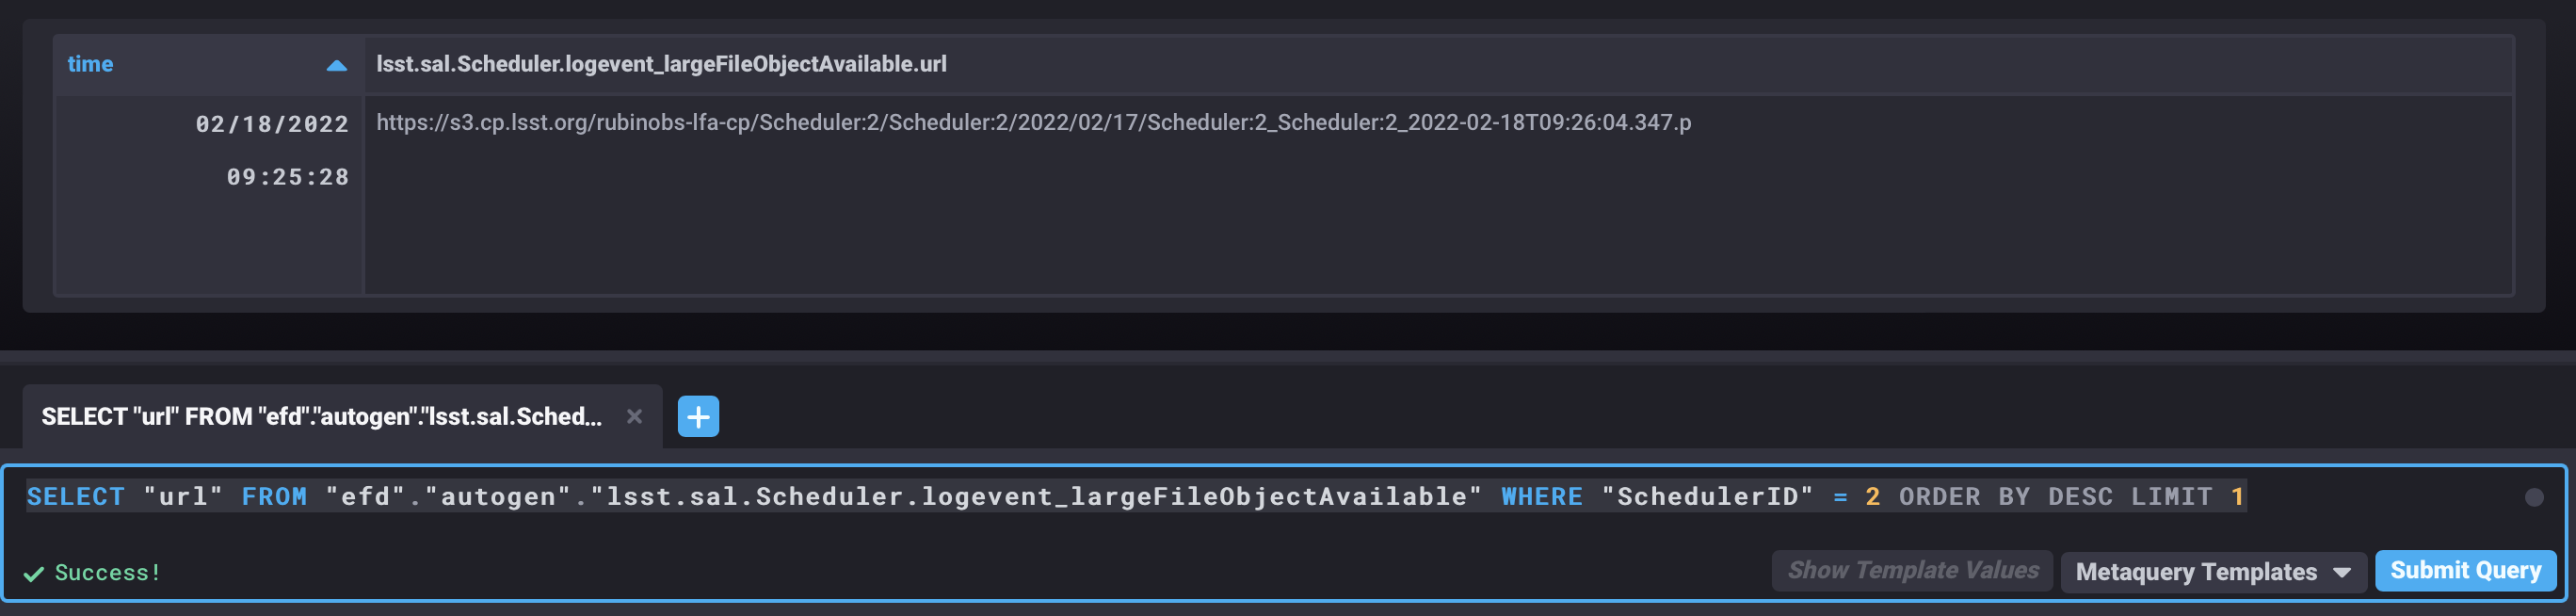 time lsst.sal.Scheduler.logevent_largeFileObjectAvailable.url
02/18/2022 https://s3.cp.lsst.org/rubinobs-lfa-cp/Scheduler:2/Scheduler:2/2022/02/17/Scheduler:2_Scheduler:2_2022-02-18T09:26:04.347.p
09:25:28
SELECT "url" FROM "efd"."autogen"."lsst.sal.Sched...
SELECT "url" FROM "efd"."autogen"."lsst.sal.Scheduler.logevent_largeFileObjectAvailable" WHERE "SchedulerID" = 2 ORDER BY DESC LIMIT 1
Success! Show Template Values Metaquery Templates Submit Query